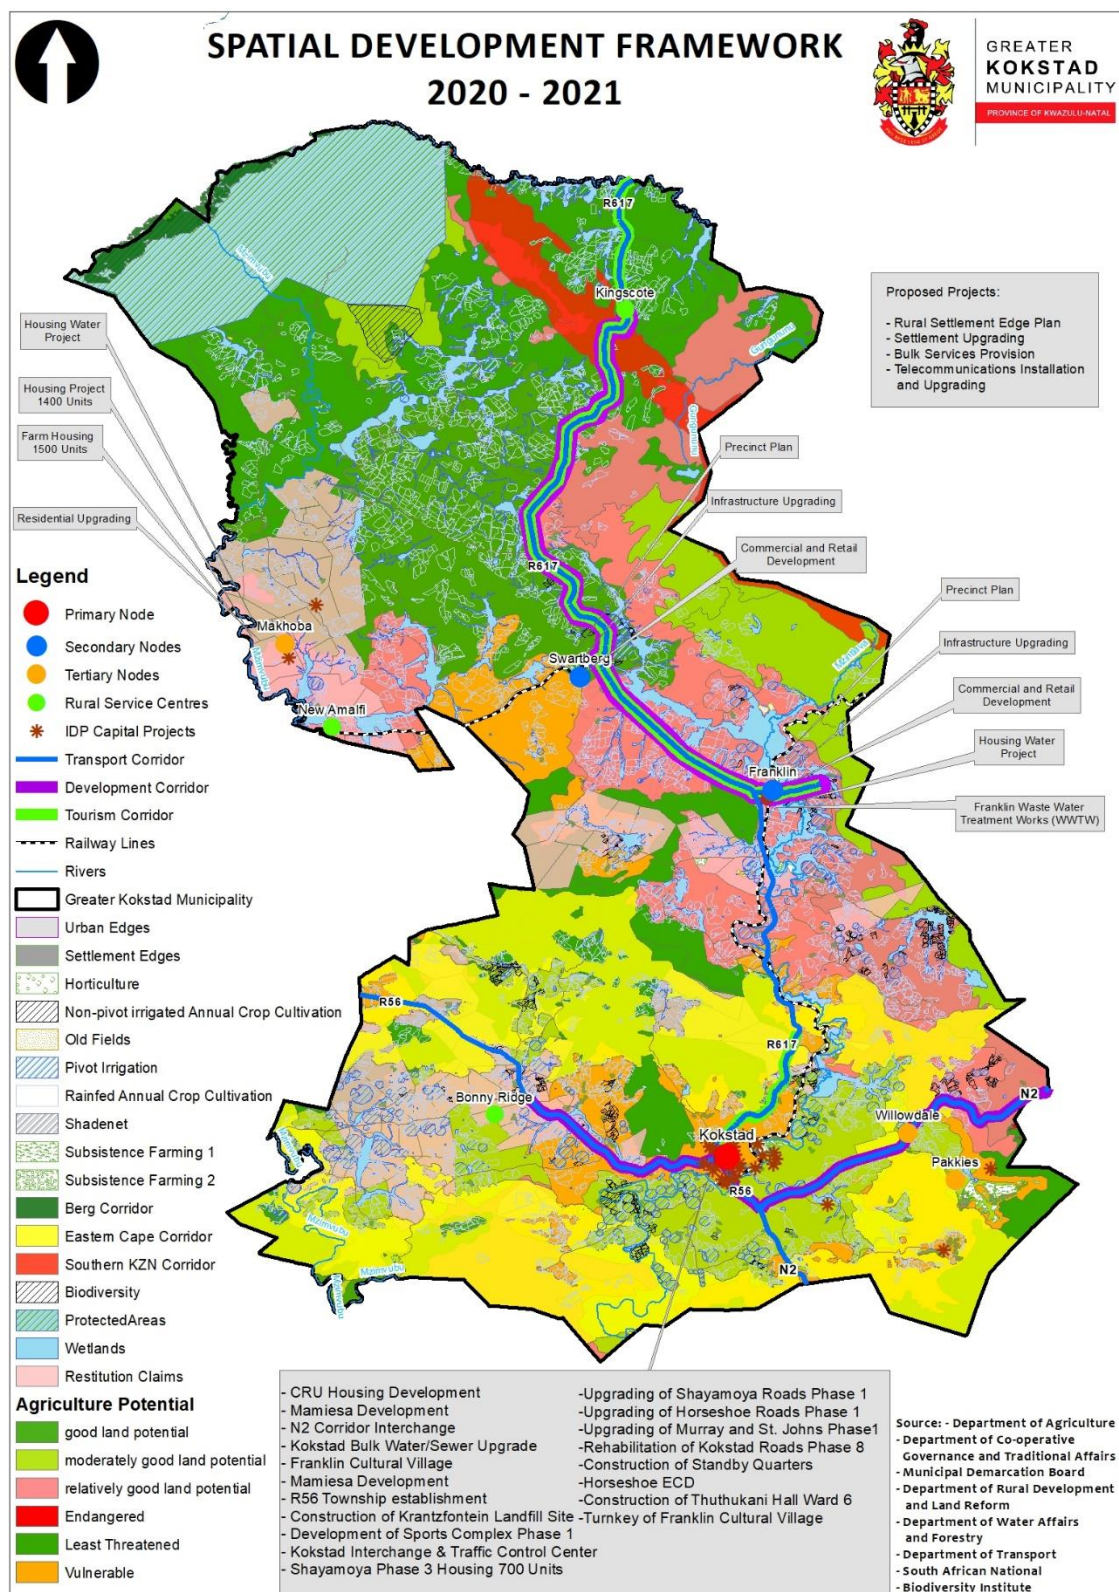 SPATIAL DEVELOPMENT FRAMEWORK
2020 - 2021
GREATER
KOKSTAD
MUNICIPALITY
PROVINCE OF KWAZULU-NATAL
Proposed Projects:
- Rural Settlement Edge Plan
- Settlement Upgrading
- Bulk Services Provision
- Telecommunications Installation
and Upgrading
Housing Water
Project
Housing Project
1400 Units
Farm Housing
1500 Units
Residential Upgrading
R617
Kingscote
Mzimvubu
Gungununu
Gungununu
Precinct Plan
Infrastructure Upgrading
Commercial and Retail
Development
R617
Precinct Plan
Infrastructure Upgrading
Commercial and Retail
Development
Housing Water
Project
Franklin Waste Water
Treatment Works (WWTW)
Makhoba
Mzimvubu
New Amalfi
Swartberg
Franklin
R56
R617
Bonny Ridge
Kokstad
Willowdale
N2
Pakkies
R56
N2
Mzimvubu
Mzimvubu
Mzimvubu
Mzimvubu
Legend
Primary Node
Secondary Nodes
Tertiary Nodes
Rural Service Centres
IDP Capital Projects
Transport Corridor
Development Corridor
Tourism Corridor
Railway Lines
Rivers
Greater Kokstad Municipality
Urban Edges
Settlement Edges
Horticulture
Non-pivot irrigated Annual Crop Cultivation
Old Fields
Pivot Irrigation
Rainfed Annual Crop Cultivation
Shadenet
Subsistence Farming 1
Subsistence Farming 2
Berg Corridor
Eastern Cape Corridor
Southern KZN Corridor
Biodiversity
ProtectedAreas
Wetlands
Restitution Claims
Agriculture Potential
good land potential
moderately good land potential
relatively good land potential
Endangered
Least Threatened
Vulnerable
- CRU Housing Development
- Mamiesa Development
- N2 Corridor Interchange
- Kokstad Bulk Water/Sewer Upgrade
- Franklin Cultural Village
- Mamiesa Development
- R56 Township establishment
- Construction of Krantzfontein Landfill Site
- Development of Sports Complex Phase 1
- Kokstad Interchange & Traffic Control Center
- Shayamoya Phase 3 Housing 700 Units
-Upgrading of Shayamoya Roads Phase 1
-Upgrading of Horseshoe Roads Phase 1
-Upgrading of Murray and St. Johns Phase1
-Rehabilitation of Kokstad Roads Phase 8
-Construction of Standby Quarters
-Horseshoe ECD
-Construction of Thuthukani Hall Ward 6
-Turnkey of Franklin Cultural Village
Source: - Department of Agriculture
- Department of Co-operative
Governance and Traditional Affairs
- Municipal Demarcation Board
- Department of Rural Development
and Land Reform
- Department of Water Affairs
and Forestry
- Department of Transport
- South African National
- Biodiversity Institute